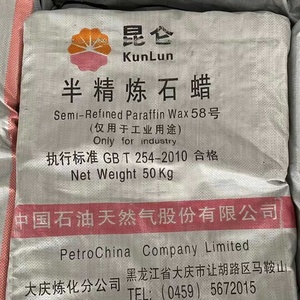 昆仑
KunLun
半精炼石蜡
Semi-Refined Paraffin Wax 58号
(仅用于工业用途)
Only for industry
执行标准 GB T 254-2010 合格
Net Weight 50Kg
中国石油天然气股份有限公司
PetroChina Company Limited
大庆炼化分公司
黑龙江省大庆市让胡路区马鞍山
TEL: (0459) 5672015